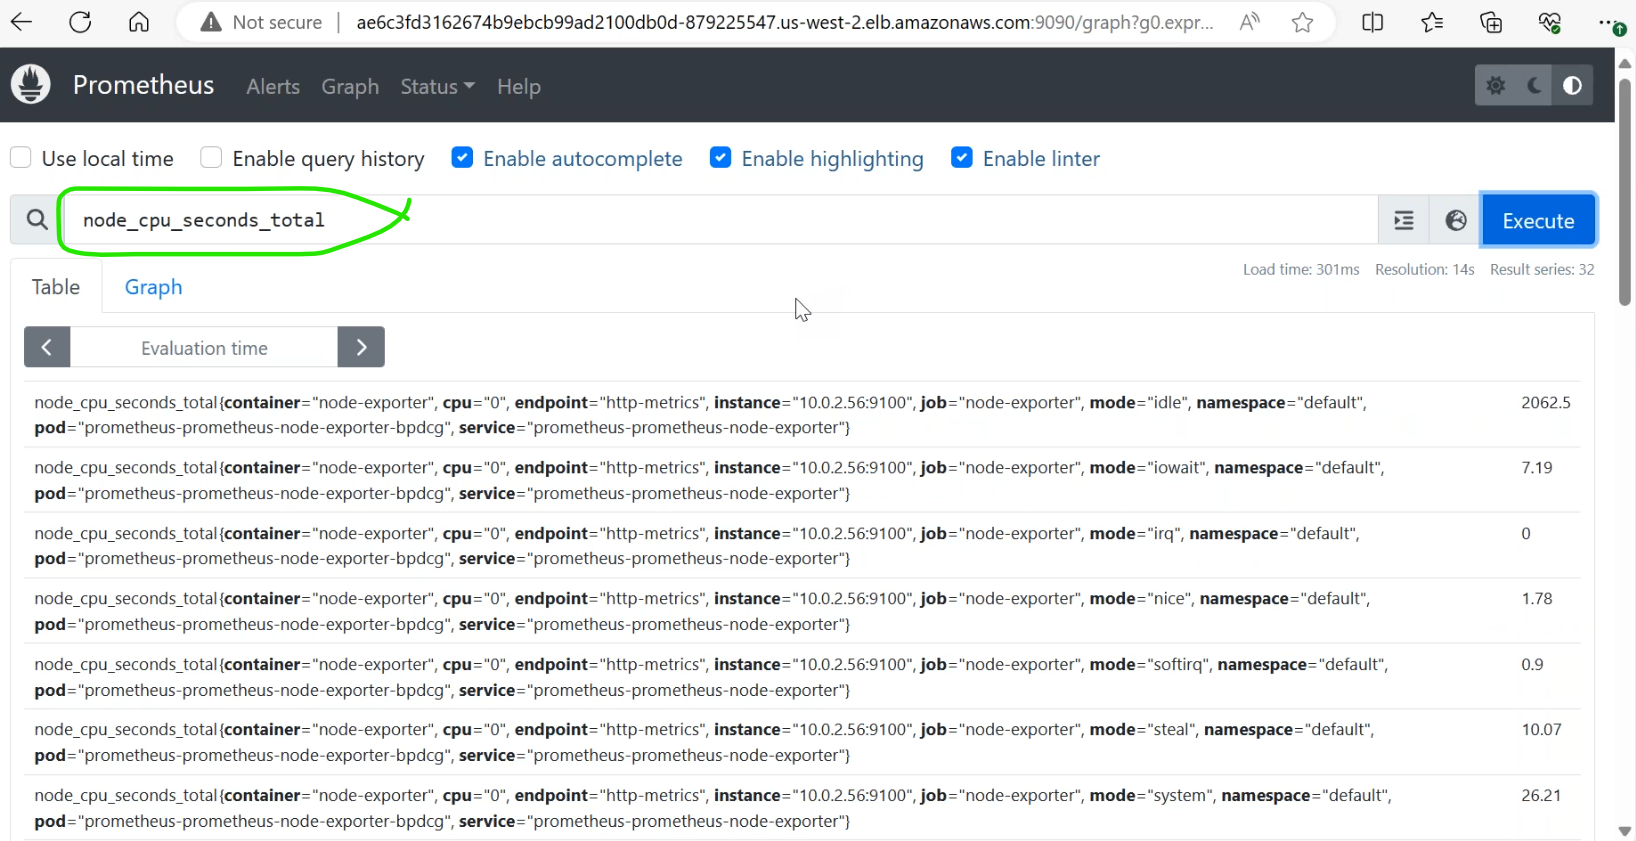 Not secure | ae6c3fd3162674b9ebcb99ad2100db0d-879225547.us-west-2.elb.amazonaws.com:9090/graph?g0.expr...
Prometheus Alerts Graph Status Help
Use local time Enable query history Enable autocomplete Enable highlighting Enable linter
node_cpu_seconds_total Execute
Load time: 301ms Resolution: 14s Result series: 32
Table Graph
Evaluation time
node_cpu_seconds_total{container="node-exporter", cpu="0", endpoint="http-metrics", instance="10.0.2.56:9100", job="node-exporter", mode="idle", namespace="default", 2062.5
pod="prometheus-prometheus-node-exporter-bpdcg", service="prometheus-prometheus-node-exporter"}
node_cpu_seconds_total{container="node-exporter", cpu="0", endpoint="http-metrics", instance="10.0.2.56:9100", job="node-exporter", mode="iowait", namespace="default", 7.19
pod="prometheus-prometheus-node-exporter-bpdcg", service="prometheus-prometheus-node-exporter"}
node_cpu_seconds_total{container="node-exporter", cpu="0", endpoint="http-metrics", instance="10.0.2.56:9100", job="node-exporter", mode="irq", namespace="default", 0
pod="prometheus-prometheus-node-exporter-bpdcg", service="prometheus-prometheus-node-exporter"}
node_cpu_seconds_total{container="node-exporter", cpu="0", endpoint="http-metrics", instance="10.0.2.56:9100", job="node-exporter", mode="nice", namespace="default", 1.78
pod="prometheus-prometheus-node-exporter-bpdcg", service="prometheus-prometheus-node-exporter"}
node_cpu_seconds_total{container="node-exporter", cpu="0", endpoint="http-metrics", instance="10.0.2.56:9100", job="node-exporter", mode="softirq", namespace="default", 0.9
pod="prometheus-prometheus-node-exporter-bpdcg", service="prometheus-prometheus-node-exporter"}
node_cpu_seconds_total{container="node-exporter", cpu="0", endpoint="http-metrics", instance="10.0.2.56:9100", job="node-exporter", mode="steal", namespace="default", 10.07
pod="prometheus-prometheus-node-exporter-bpdcg", service="prometheus-prometheus-node-exporter"}
node_cpu_seconds_total{container="node-exporter", cpu="0", endpoint="http-metrics", instance="10.0.2.56:9100", job="node-exporter", mode="system", namespace="default", 26.21
pod="prometheus-prometheus-node-exporter-bpdcg", service="prometheus-prometheus-node-exporter"}